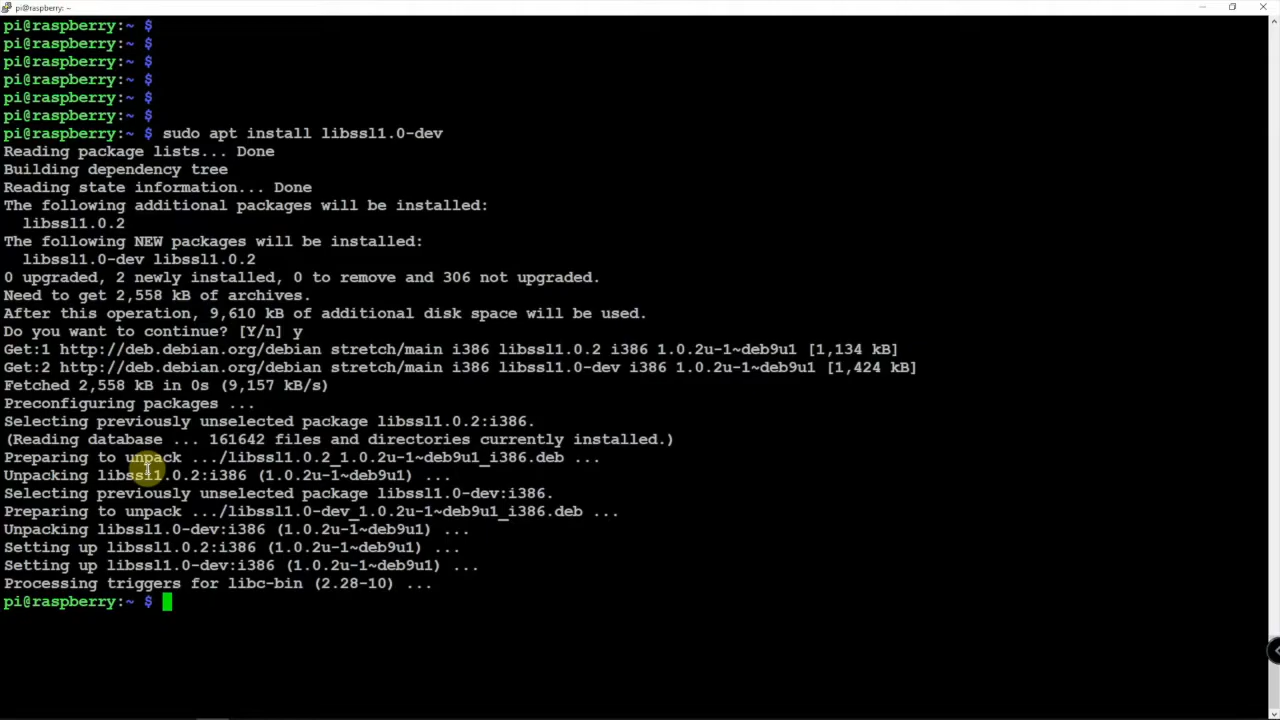 pi@raspberry: ~
pi@raspberry:~ $
pi@raspberry:~ $
pi@raspberry:~ $
pi@raspberry:~ $
pi@raspberry:~ $
pi@raspberry:~ $
pi@raspberry:~ $ sudo apt install libssl1.0-dev
Reading package lists... Done
Building dependency tree
Reading state information... Done
The following additional packages will be installed:
  libssl1.0.2
The following NEW packages will be installed:
  libssl1.0-dev libssl1.0.2
0 upgraded, 2 newly installed, 0 to remove and 306 not upgraded.
Need to get 2,558 kB of archives.
After this operation, 9,610 kB of additional disk space will be used.
Do you want to continue? [Y/n] y
Get:1 http://deb.debian.org/debian stretch/main i386 libssl1.0.2 i386 1.0.2u-1~deb9u1 [1,134 kB]
Get:2 http://deb.debian.org/debian stretch/main i386 libssl1.0-dev i386 1.0.2u-1~deb9u1 [1,424 kB]
Fetched 2,558 kB in 0s (9,157 kB/s)
Preconfiguring packages ...
Selecting previously unselected package libssl1.0.2:i386.
(Reading database ... 161642 files and directories currently installed.)
Preparing to unpack .../libssl1.0.2_1.0.2u-1~deb9u1_i386.deb ...
Unpacking libssl1.0.2:i386 (1.0.2u-1~deb9u1) ...
Selecting previously unselected package libssl1.0-dev:i386.
Preparing to unpack .../libssl1.0-dev_1.0.2u-1~deb9u1_i386.deb ...
Unpacking libssl1.0-dev:i386 (1.0.2u-1~deb9u1) ...
Setting up libssl1.0.2:i386 (1.0.2u-1~deb9u1) ...
Setting up libssl1.0-dev:i386 (1.0.2u-1~deb9u1) ...
Processing triggers for libc-bin (2.28-10) ...
pi@raspberry:~ $